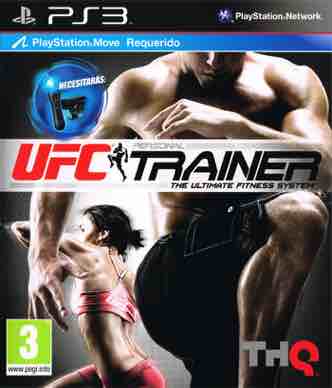 PS3
PlayStation®Network
PlayStation®Move Requerido
NECESITARÁS:
PERSONAL
UFC TRAINER
THE ULTIMATE FITNESS SYSTEM
3
www.pegi.info
THQ